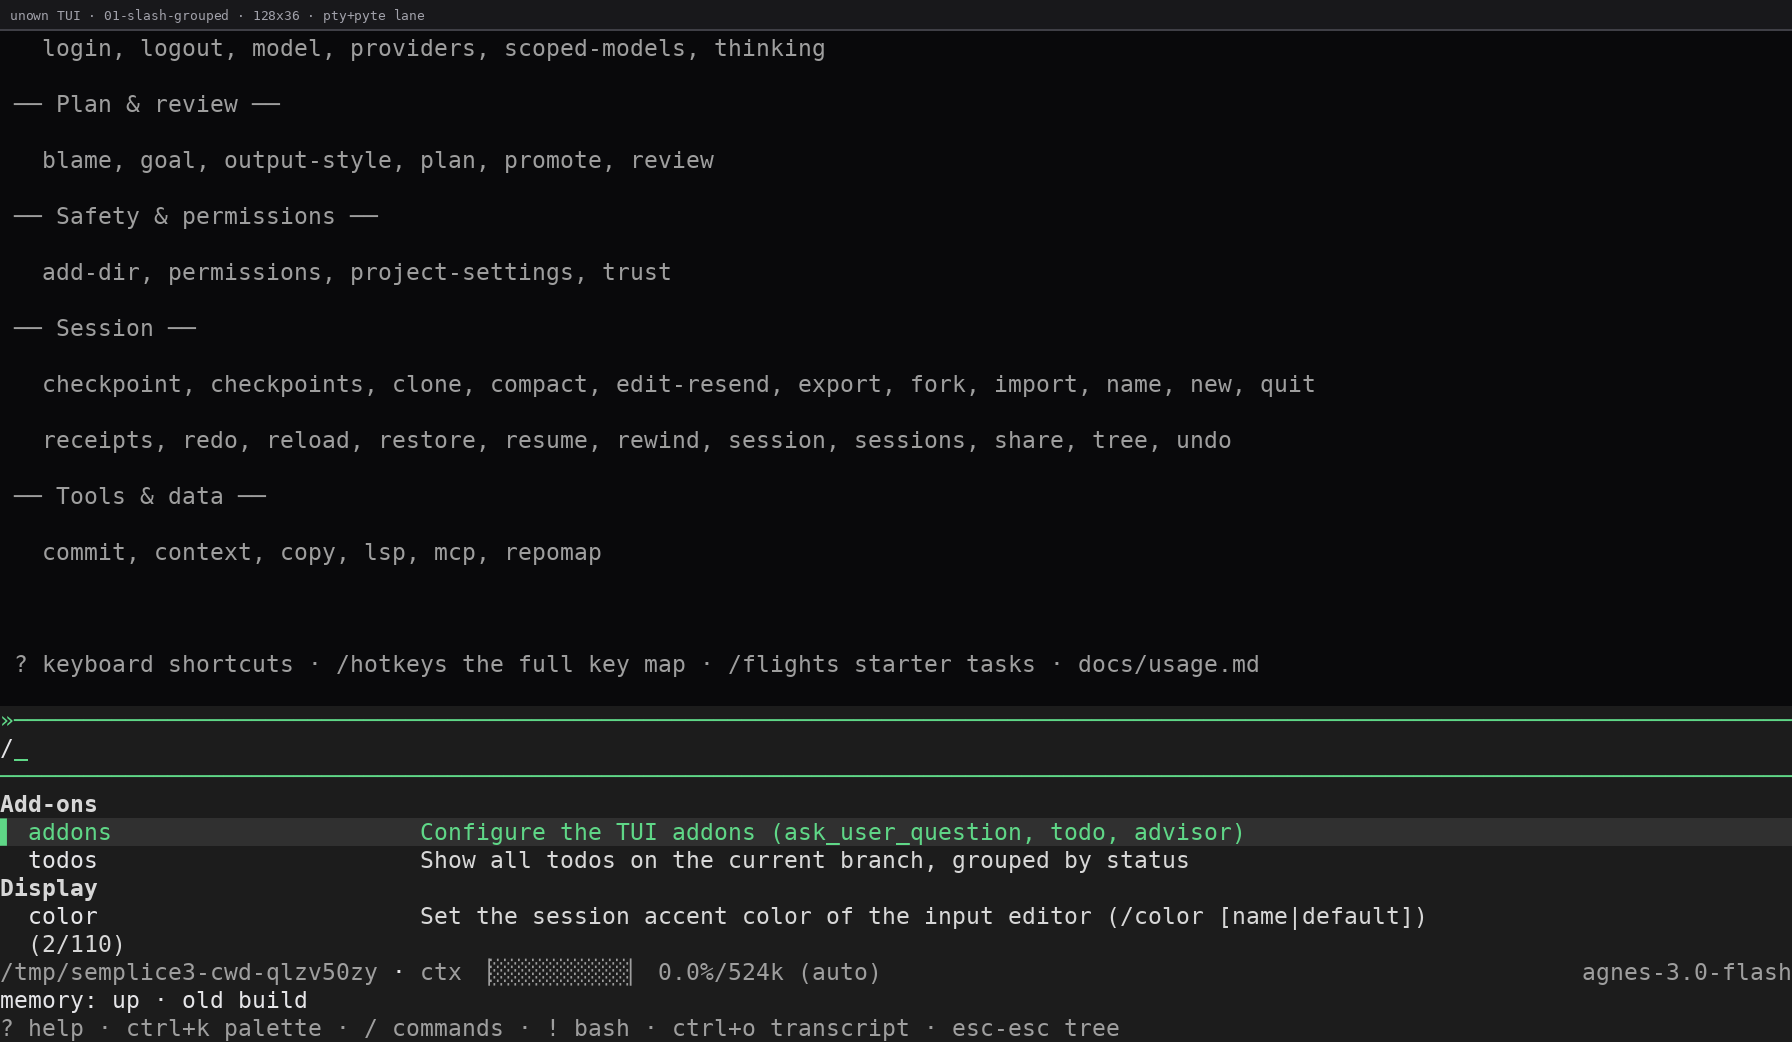 unown TUI · 01-slash-grouped · 128x36 · pty+pyte lane
login, logout, model, providers, scoped-models, thinking
── Plan & review ──
blame, goal, output-style, plan, promote, review
── Safety & permissions ──
add-dir, permissions, project-settings, trust
── Session ──
checkpoint, checkpoints, clone, compact, edit-resend, export, fork, import, name, new, quit
receipts, redo, reload, restore, resume, rewind, session, sessions, share, tree, undo
── Tools & data ──
commit, context, copy, lsp, mcp, repomap
? keyboard shortcuts · /hotkeys the full key map · /flights starter tasks · docs/usage.md
»
/_
Add-ons
addons Configure the TUI addons (ask_user_question, todo, advisor)
todos Show all todos on the current branch, grouped by status
Display
color Set the session accent color of the input editor (/color [name|default])
(2/110)
/tmp/semplice3-cwd-qlzv50zy · ctx ▕░░░░░░░░░░▏ 0.0%/524k (auto) agnes-3.0-flash
memory: up · old build
? help · ctrl+k palette · / commands · ! bash · ctrl+o transcript · esc-esc tree